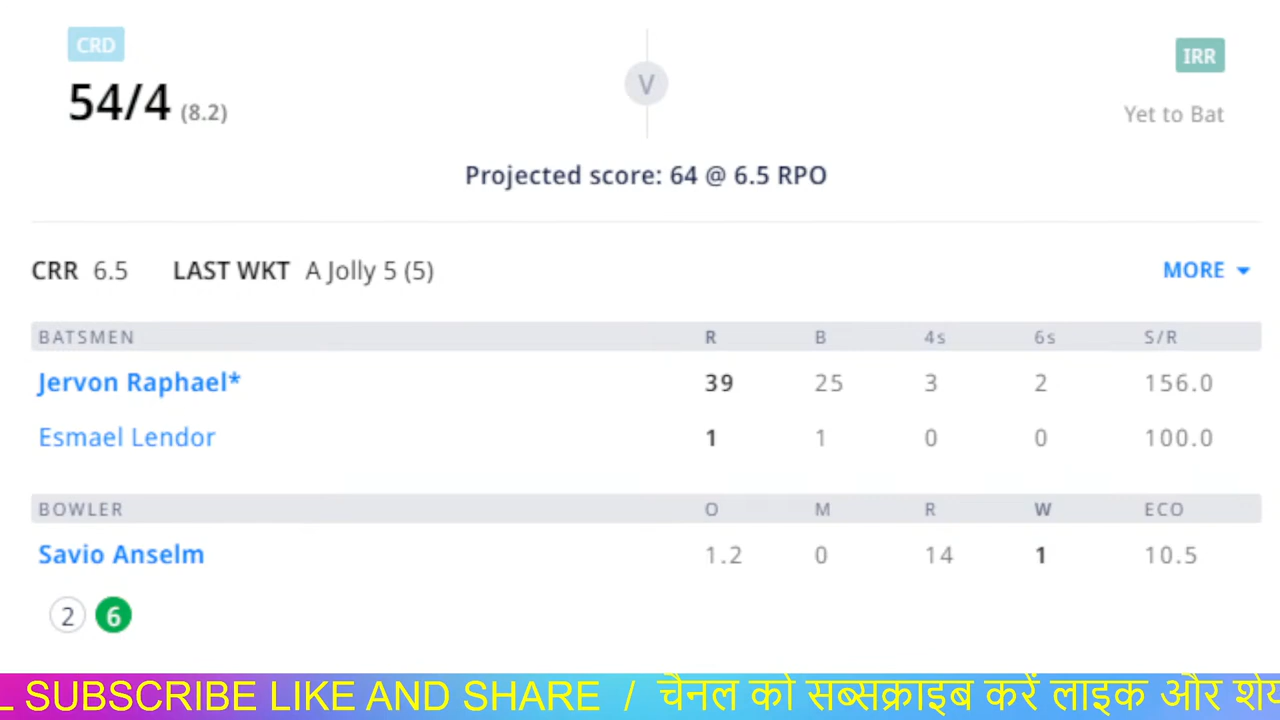 CRD
V
IRR
54/4 (8.2)
Yet to Bat
Projected score: 64 @ 6.5 RPO
CRR 6.5 LAST WKT A Jolly 5 (5) MORE
BATSMEN R B 4s 6s S/R
Jervon Raphael* 39 25 3 2 156.0
Esmael Lendor 1 1 0 0 100.0
BOWLER O M R W ECO
Savio Anselm 1.2 0 14 1 10.5
2 6
L SUBSCRIBE LIKE AND SHARE / चैनल को सब्सक्राइब करें लाइक और